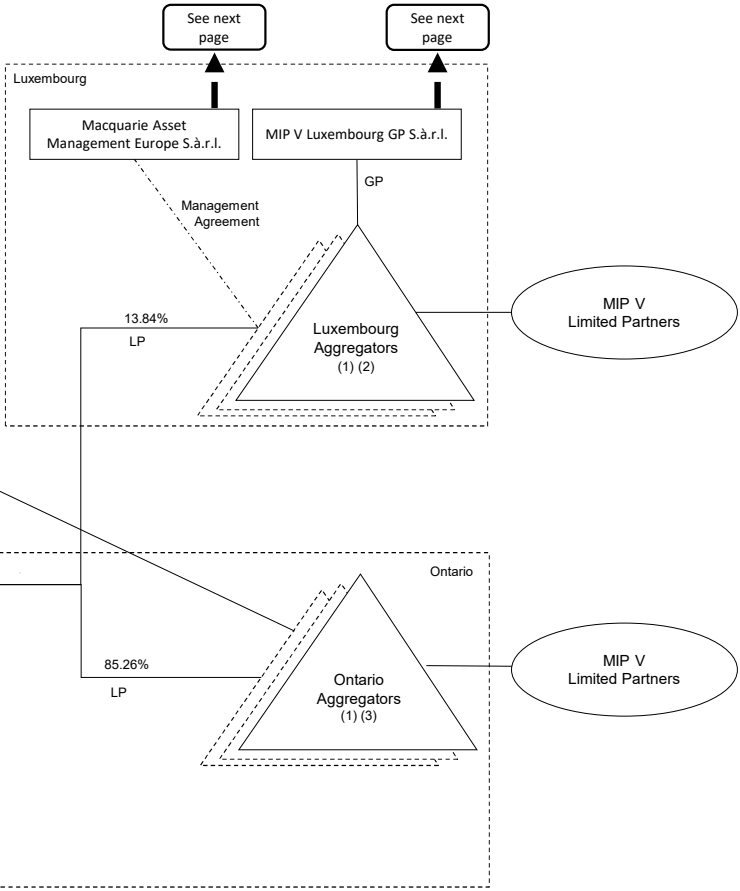 See next
page
See next
page
Luxembourg
Macquarie Asset
Management Europe S.à.r.l.
MIP V Luxembourg GP S.à.r.l.
GP
Management
Agreement
13.84%
LP
Luxembourg
Aggregators
(1) (2)
MIP V
Limited Partners
Ontario
85.26%
LP
Ontario
Aggregators
(1) (3)
MIP V
Limited Partners